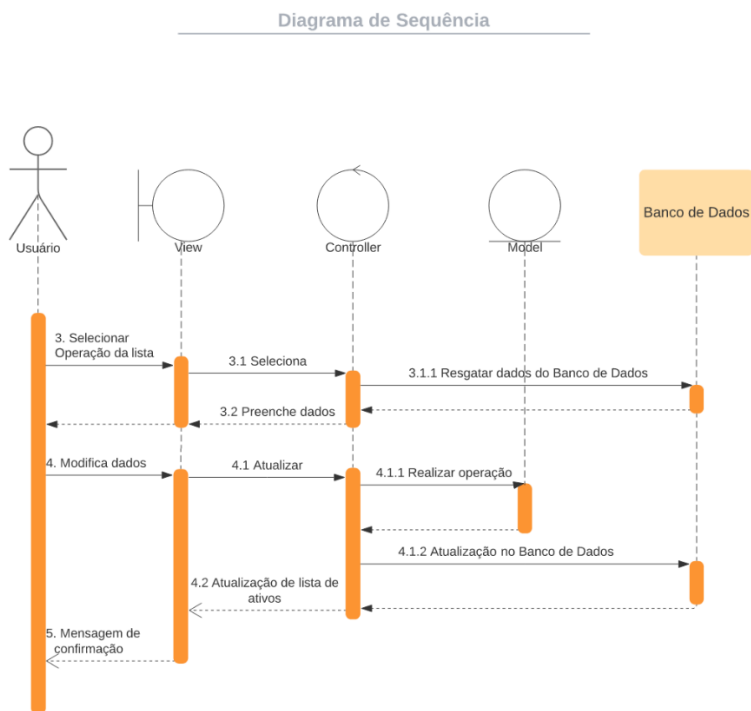 Diagrama de Sequência
Usuário
View
Controller
Model
Banco de Dados
3. Selecionar
Operação da lista
3.1 Seleciona
3.1.1 Resgatar dados do Banco de Dados
3.2 Preenche dados
4. Modifica dados
4.1 Atualizar
4.1.1 Realizar operação
4.1.2 Atualização no Banco de Dados
4.2 Atualização de lista de
ativos
5. Mensagem de
confirmação